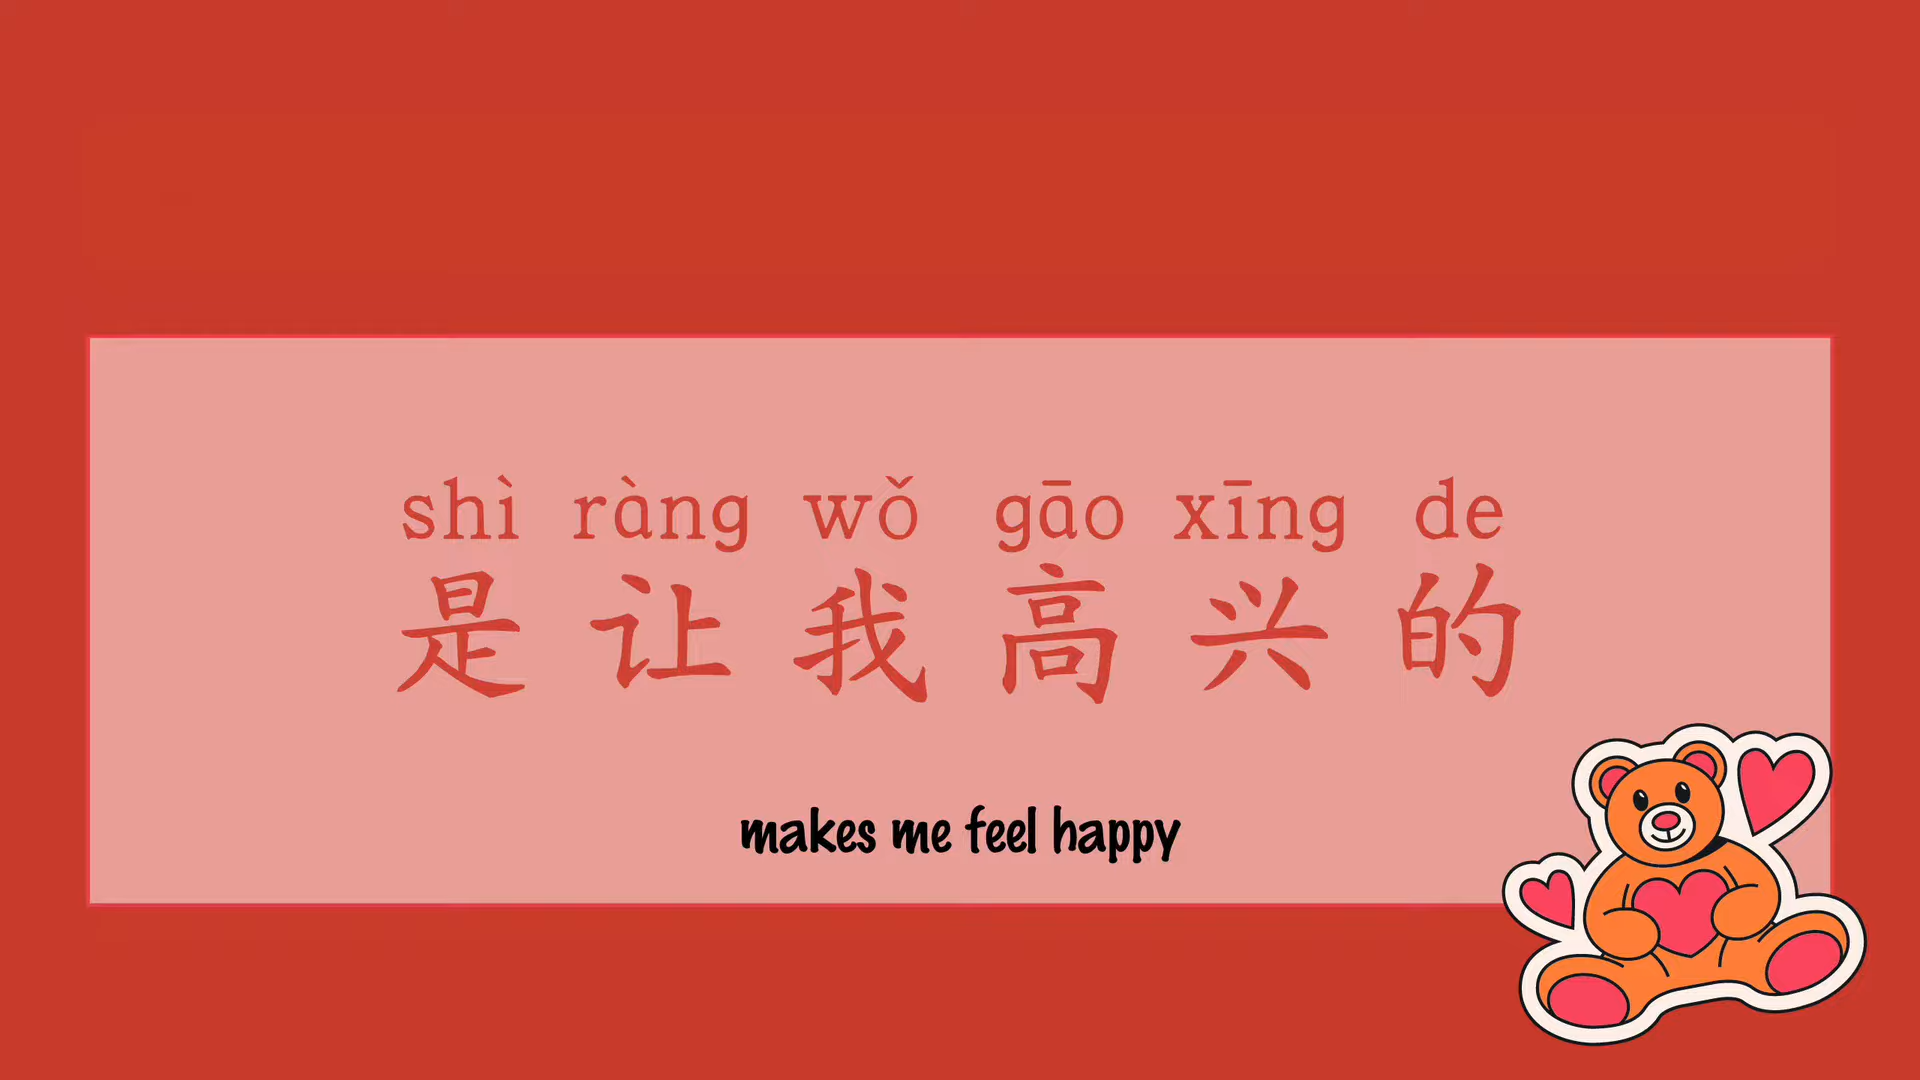 shì ràng wǒ gāo xīng de
是 让 我 高 兴 的
makes me feel happy